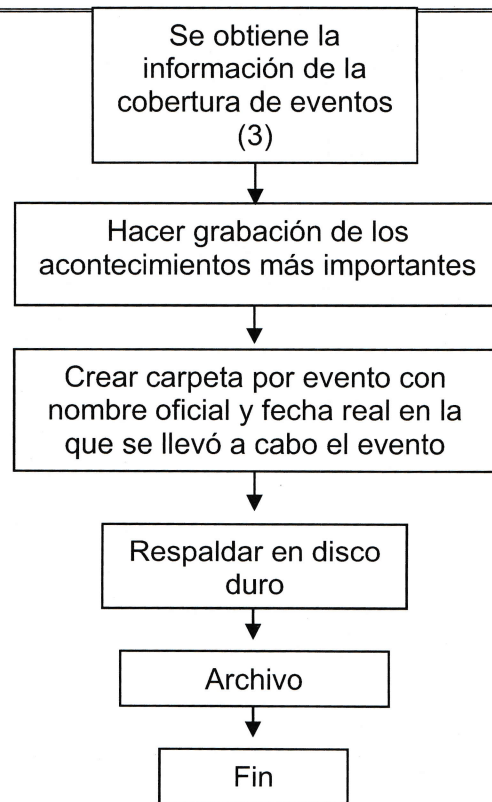 Se obtiene la
información de la
cobertura de eventos
(3)
Hacer grabación de los
acontecimientos más importantes
Crear carpeta por evento con
nombre oficial y fecha real en la
que se llevó a cabo el evento
Respaldar en disco
duro
Archivo
Fin